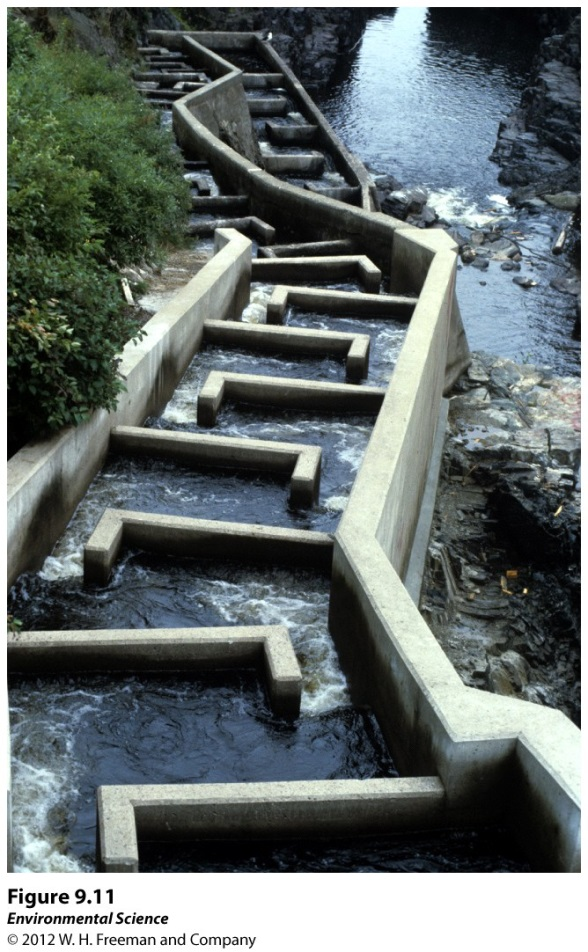 Figure 9.11
Environmental Science
© 2012 W. H. Freeman and Company